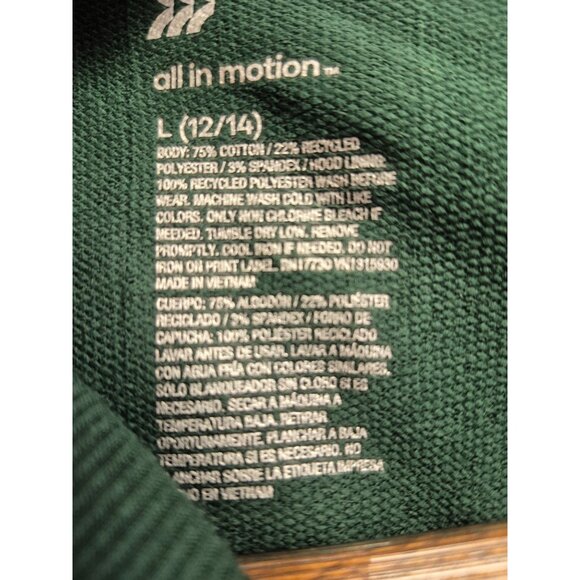 all in motion™
L (12/14)
BODY: 75% COTTON / 22% RECYCLED
POLYESTER / 3% SPANDEX / HOOD LINING:
100% RECYCLED POLYESTER WASH BEFORE
WEAR. MACHINE WASH COLD WITH LIKE
COLORS. ONLY NON CHLORINE BLEACH IF
NEEDED. TUMBLE DRY LOW. REMOVE
PROMPTLY. COOL IRON IF NEEDED. DO NOT
IRON ON PRINT LABEL. RN17730 VN1315930
MADE IN VIETNAM
CUERPO: 75% ALGODÓN / 22% POLIÉSTER
RECICLADO / 3% SPANDEX / FORRO DE
CAPUCHA: 100% POLIÉSTER RECICLADO
LAVAR ANTES DE USAR. LAVAR A MÁQUINA
CON AGUA FRÍA CON COLORES SIMILARES.
SÓLO BLANQUEADOR SIN CLORO SI ES
NECESARIO. SECAR A MÁQUINA A
TEMPERATURA BAJA. RETIRAR
OPORTUNAMENTE. PLANCHAR A BAJA
TEMPERATURA SI ES NECESARIO. NO
PLANCHAR SOBRE LA ETIQUETA IMPRESA
EN VIETNAM